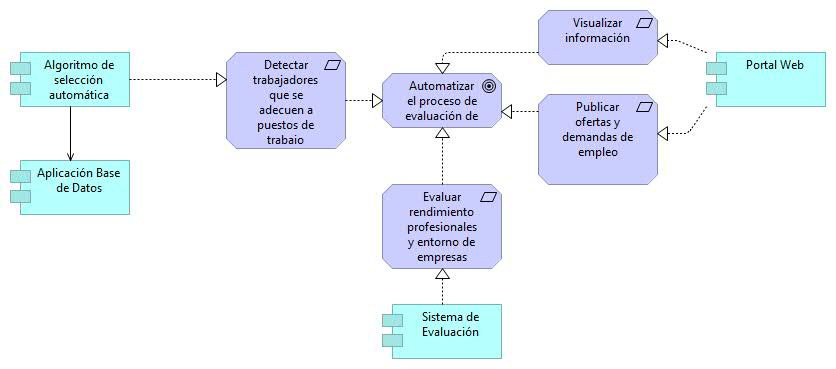 Visualizar
información
Algoritmo de
selección
automática
Detectar
trabajadores
que se
adecuen a
puestos de
trabaio
Automatizar
el proceso de
evaluación de
Portal Web
Publicar
ofertas y
demandas de
empleo
Aplicación Base
de Datos
Evaluar
rendimiento
profesionales
y entorno de
empresas
Sistema de
Evaluación